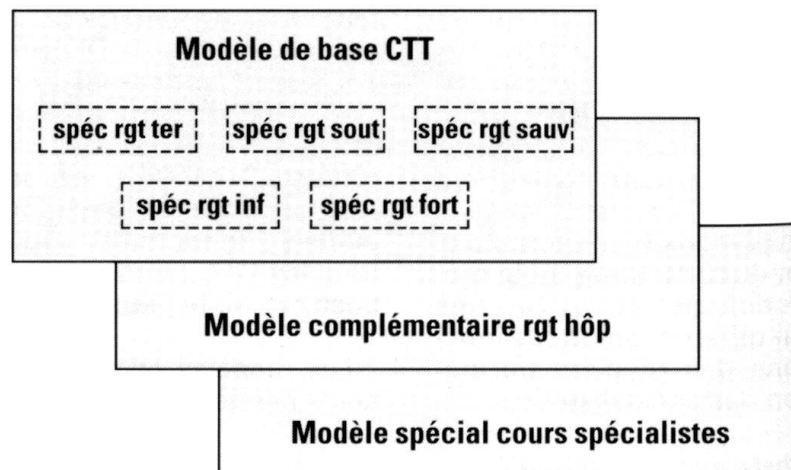 Modèle de base CTT
spéc rgt ter spéc rgt sout spéc rgt sauv
spéc rgt inf spéc rgt fort
Modèle complémentaire rgt hôp
Modèle spécial cours spécialistes